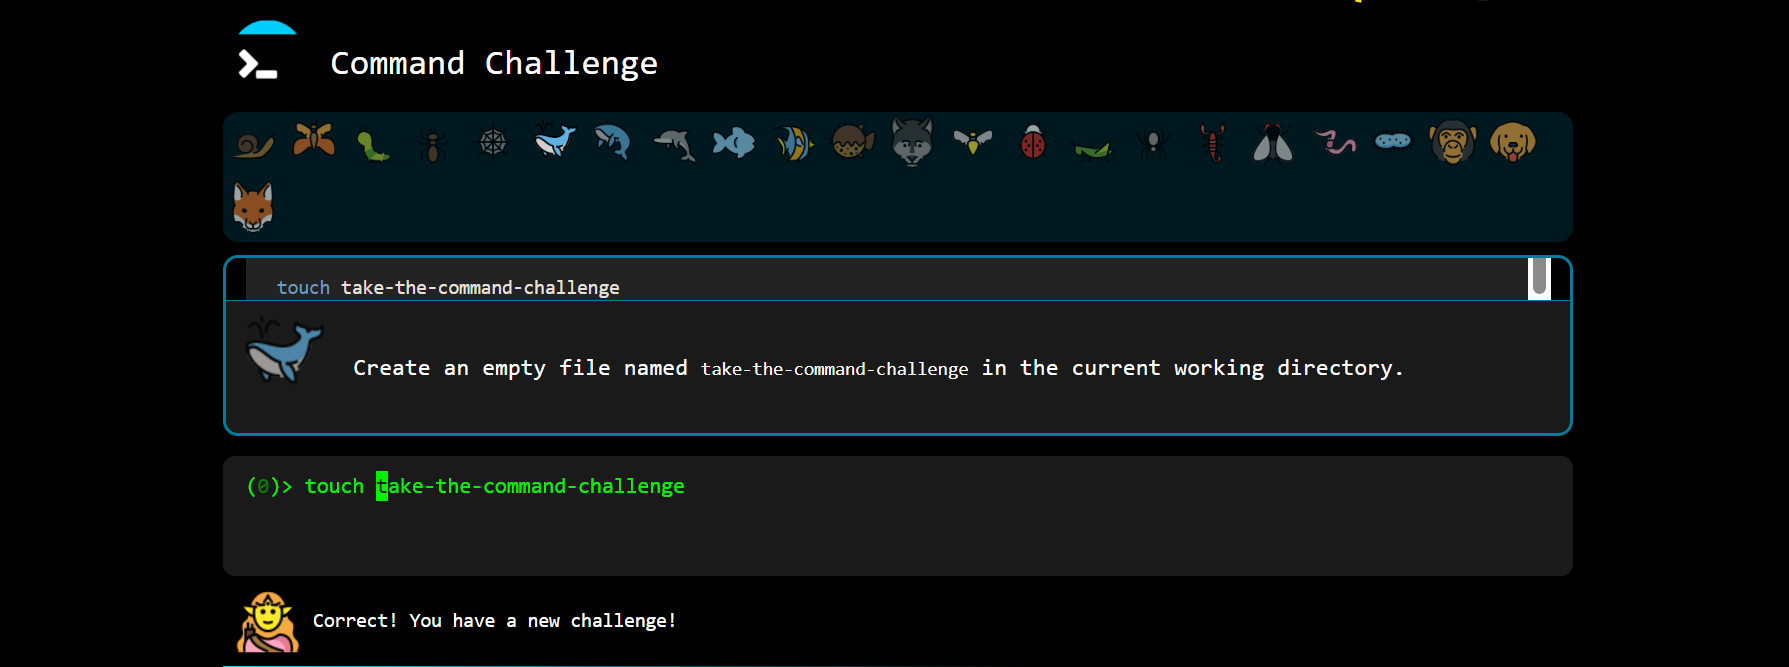 Command Challenge
touch take-the-command-challenge
Create an empty file named take-the-command-challenge in the current working directory.
(0)> touch take-the-command-challenge
Correct! You have a new challenge!